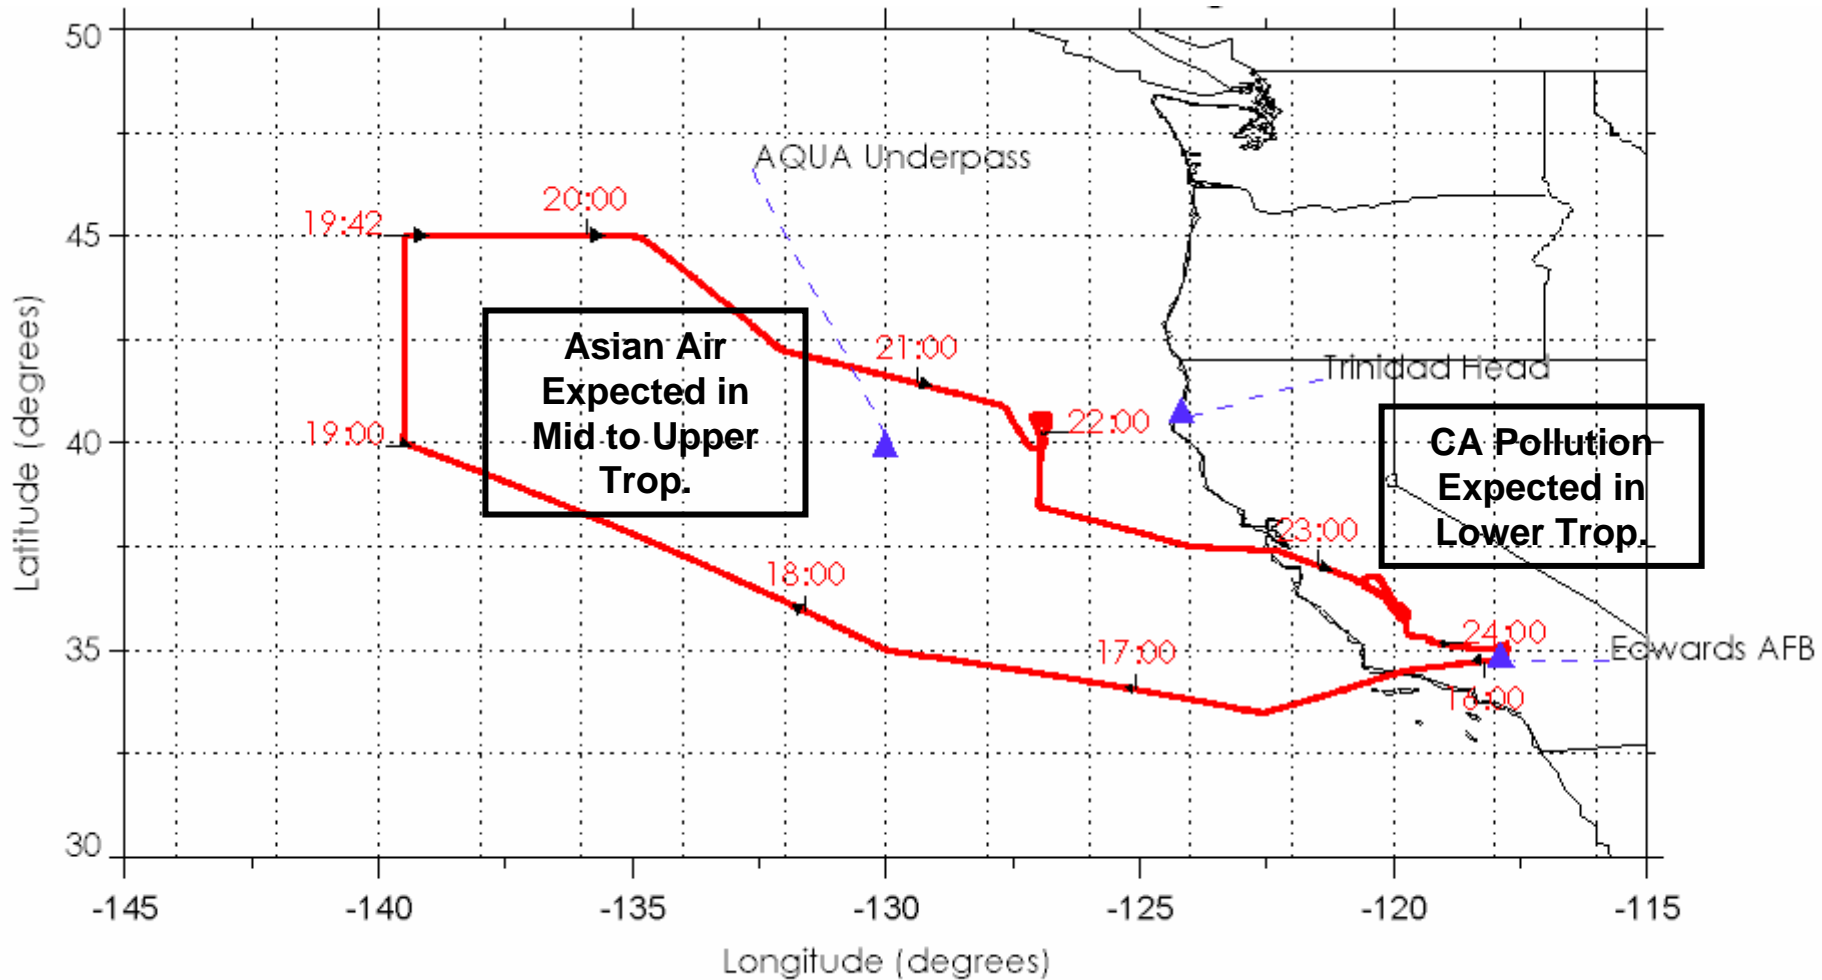 50
AQUA Underpass
20:00
19:42
45
Asian Air
Expected in
Mid to Upper
Trop.
21:00
Trinidad Head
22:00
19:00
40
CA Pollution
Expected in
Lower Trop.
23:00
18:00
24:00
17:00
35
Edwards AFB
16:00
30
-145
-140
-135
-130
-125
-120
-115
Longitude (degrees)
Latitude (degrees)